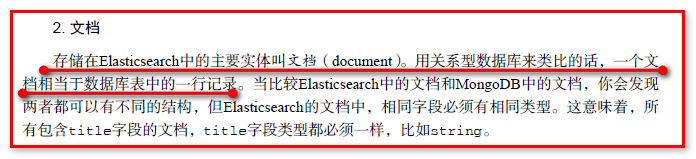 2. 文档
存储在Elasticsearch中的主要实体叫文档（document）。用关系型数据库来类比的话，一个文
档相当于数据库表中的一行记录。当比较Elasticsearch中的文档和MongoDB中的文档，你会发现
两者都可以有不同的结构，但Elasticsearch的文档中，相同字段必须有相同类型。这意味着，所
有包含title字段的文档，title字段类型都必须一样，比如string。